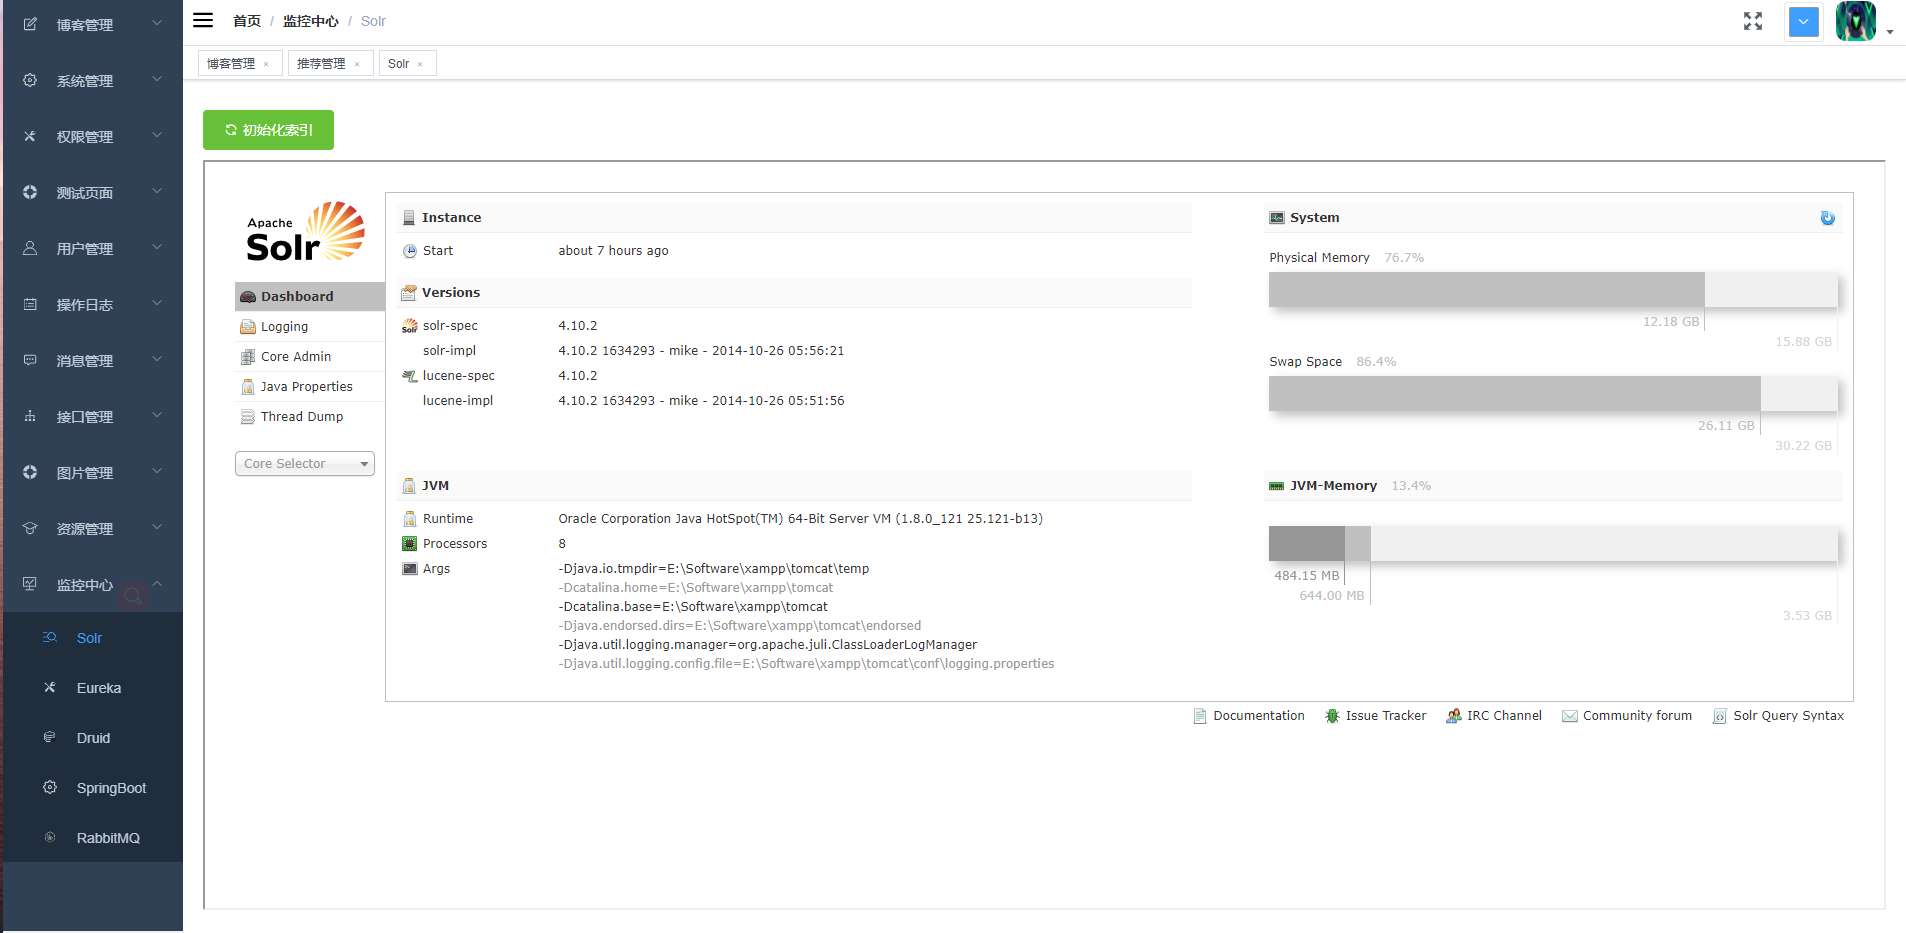 博客管理
系统管理
权限管理
测试页面
用户管理
操作日志
消息管理
接口管理
图片管理
资源管理
监控中心
Solr
Eureka
Druid
SpringBoot
RabbitMQ
首页 / 监控中心 / Solr
博客管理 × 推荐管理 × Solr ×
初始化索引
Apache
Solr
Dashboard
Logging
Core Admin
Java Properties
Thread Dump
Core Selector
Instance
Start about 7 hours ago
Versions
solr-spec 4.10.2
solr-impl 4.10.2 1634293 - mike - 2014-10-26 05:56:21
lucene-spec 4.10.2
lucene-impl 4.10.2 1634293 - mike - 2014-10-26 05:51:56
JVM
Runtime Oracle Corporation Java HotSpot(TM) 64-Bit Server VM (1.8.0_121 25.121-b13)
Processors 8
Args -Djava.io.tmpdir=E:\Software\xampp\tomcat\temp
-Dcatalina.home=E:\Software\xampp\tomcat
-Dcatalina.base=E:\Software\xampp\tomcat
-Djava.endorsed.dirs=E:\Software\xampp\tomcat\endorsed
-Djava.util.logging.manager=org.apache.juli.ClassLoaderLogManager
-Djava.util.logging.config.file=E:\Software\xampp\tomcat\conf\logging.properties
System
Physical Memory 76.7%
12.18 GB
15.88 GB
Swap Space 86.4%
26.11 GB
30.22 GB
JVM-Memory 13.4%
484.15 MB
644.00 MB
3.53 GB
Documentation Issue Tracker IRC Channel Community forum Solr Query Syntax